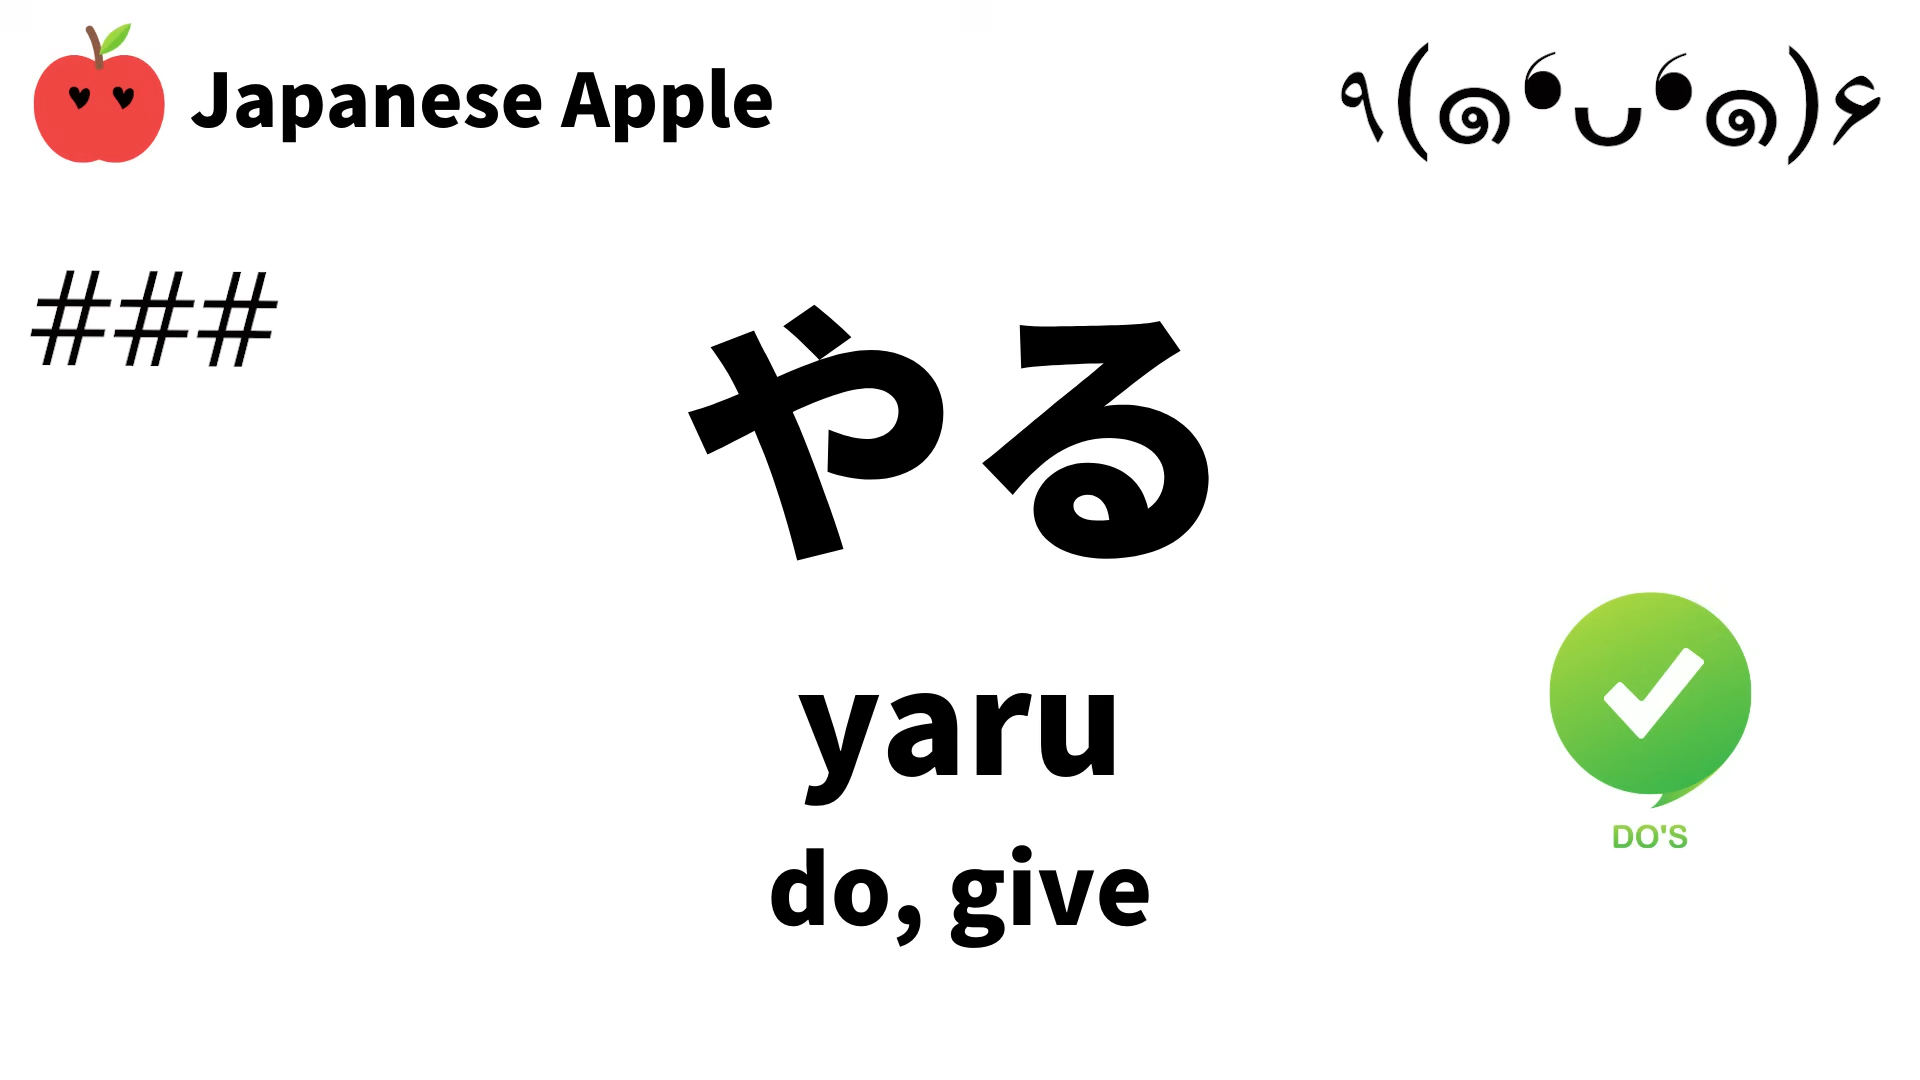 Japanese Apple
٩(๑❛ᴗ❛๑)۶
###
やる
yaru
do, give
DO'S